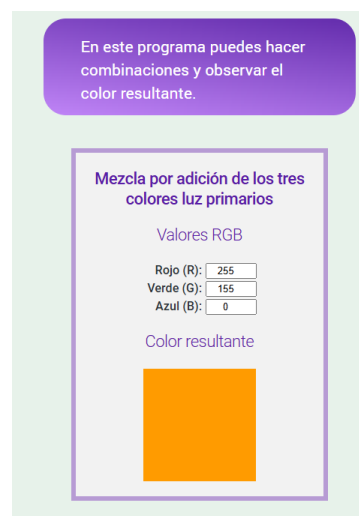 En este programa puedes hacer
combinaciones y observar el
color resultante.
Mezcla por adición de los tres
colores luz primarios
Valores RGB
Rojo (R): 255
Verde (G): 155
Azul (B): 0
Color resultante